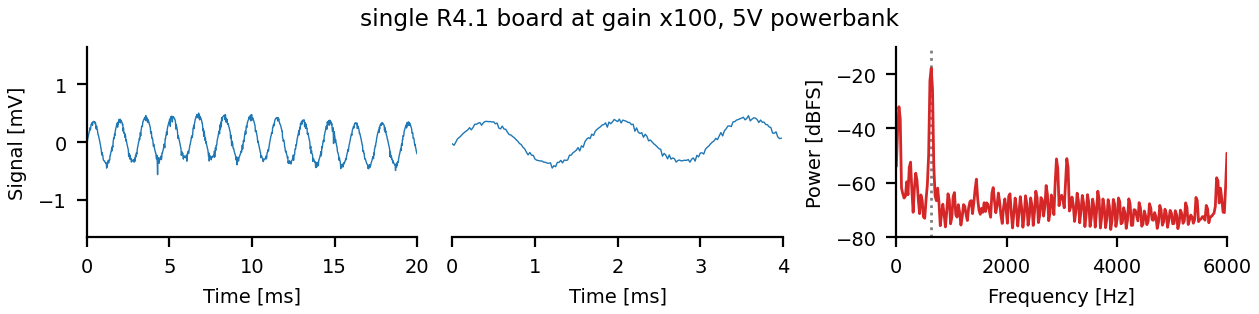 single R4.1 board at gain x100, 5V powerbank
Signal [mV]
1
0
−1
0 5 10 15 20
Time [ms]
0 1 2 3 4
Time [ms]
Power [dBFS]
−20
−40
−60
−80
0 2000 4000 6000
Frequency [Hz]